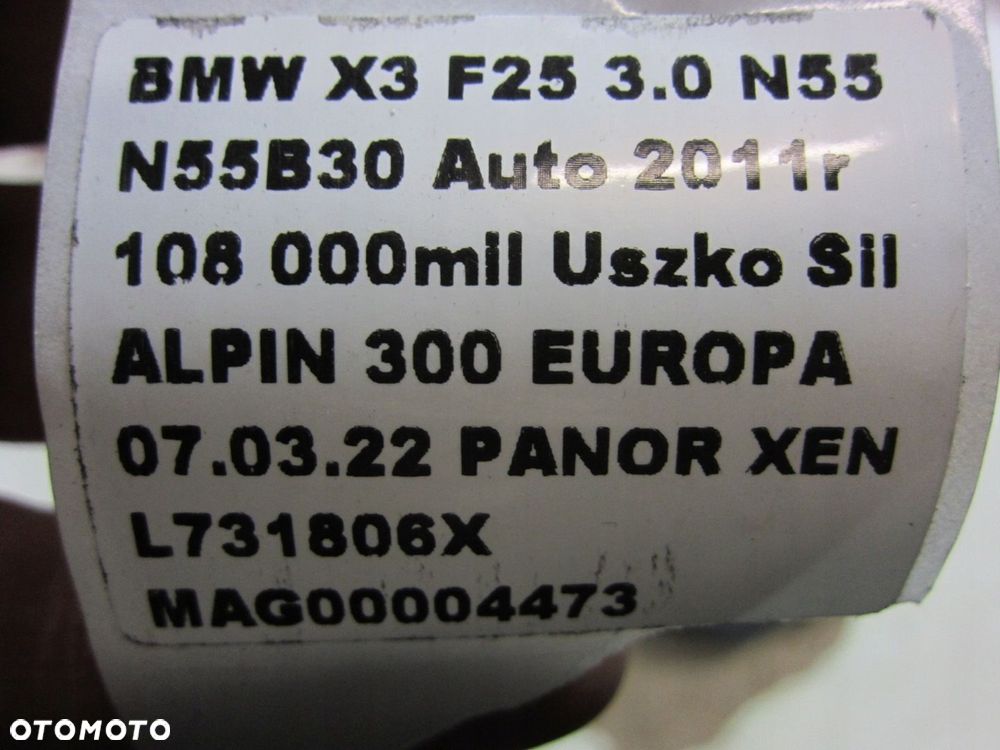 BMW X3 F25 3.0 N55
N55B30 Auto 2011r
108 000mil Uszko Sil
ALPIN 300 EUROPA
07.03.22 PANOR XEN
L731806X
MAG00004473
OTOMOTO